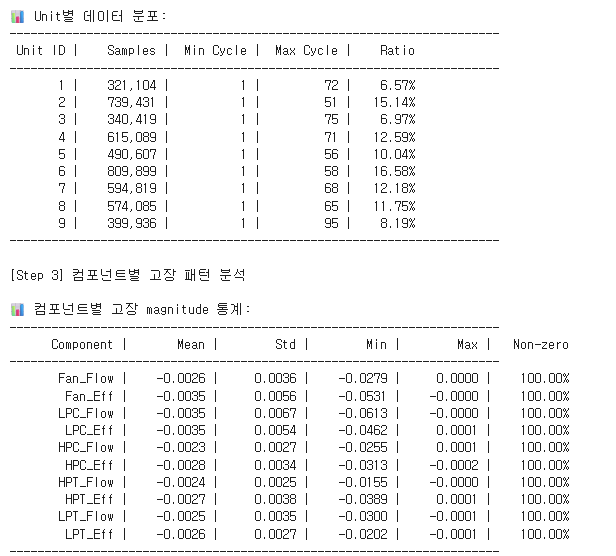 📊 Unit별 데이터 분포:
----------------------------------------------------------------------
Unit ID | Samples | Min Cycle | Max Cycle | Ratio
----------------------------------------------------------------------
1 | 321,104 | 1 | 72 | 6.57%
2 | 739,431 | 1 | 51 | 15.14%
3 | 340,419 | 1 | 75 | 6.97%
4 | 615,089 | 1 | 71 | 12.59%
5 | 490,607 | 1 | 56 | 10.04%
6 | 809,899 | 1 | 58 | 16.58%
7 | 594,819 | 1 | 68 | 12.18%
8 | 574,085 | 1 | 65 | 11.75%
9 | 399,936 | 1 | 95 | 8.19%
----------------------------------------------------------------------
[Step 3] 컴포넌트별 고장 패턴 분석
📊 컴포넌트별 고장 magnitude 통계:
----------------------------------------------------------------------
Component | Mean | Std | Min | Max | Non-zero
----------------------------------------------------------------------
Fan_Flow | -0.0026 | 0.0036 | -0.0279 | 0.0000 | 100.00%
Fan_Eff | -0.0035 | 0.0056 | -0.0531 | -0.0000 | 100.00%
LPC_Flow | -0.0035 | 0.0067 | -0.0613 | -0.0000 | 100.00%
LPC_Eff | -0.0035 | 0.0054 | -0.0462 | 0.0001 | 100.00%
HPC_Flow | -0.0023 | 0.0027 | -0.0255 | 0.0001 | 100.00%
HPC_Eff | -0.0028 | 0.0034 | -0.0313 | -0.0002 | 100.00%
HPT_Flow | -0.0024 | 0.0025 | -0.0155 | -0.0000 | 100.00%
HPT_Eff | -0.0027 | 0.0038 | -0.0389 | 0.0001 | 100.00%
LPT_Flow | -0.0025 | 0.0035 | -0.0300 | -0.0001 | 100.00%
LPT_Eff | -0.0026 | 0.0027 | -0.0202 | -0.0001 | 100.00%
----------------------------------------------------------------------